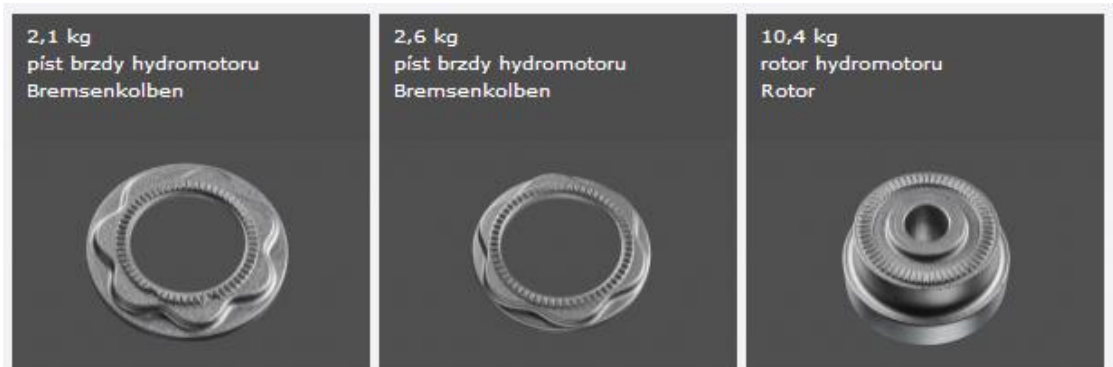 2,1 kg
píst brzdy hydromotoru
Bremsenkolben
2,6 kg
píst brzdy hydromotoru
Bremsenkolben
10,4 kg
rotor hydromotoru
Rotor